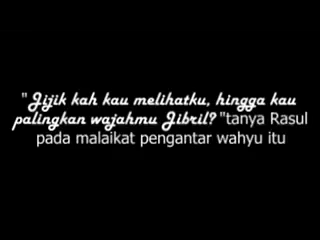 " Jijik kah kau melihatku, hingga kau
palingkan wajahmu Jibril? "tanya Rasul
pada malaikat pengantar wahyu itu